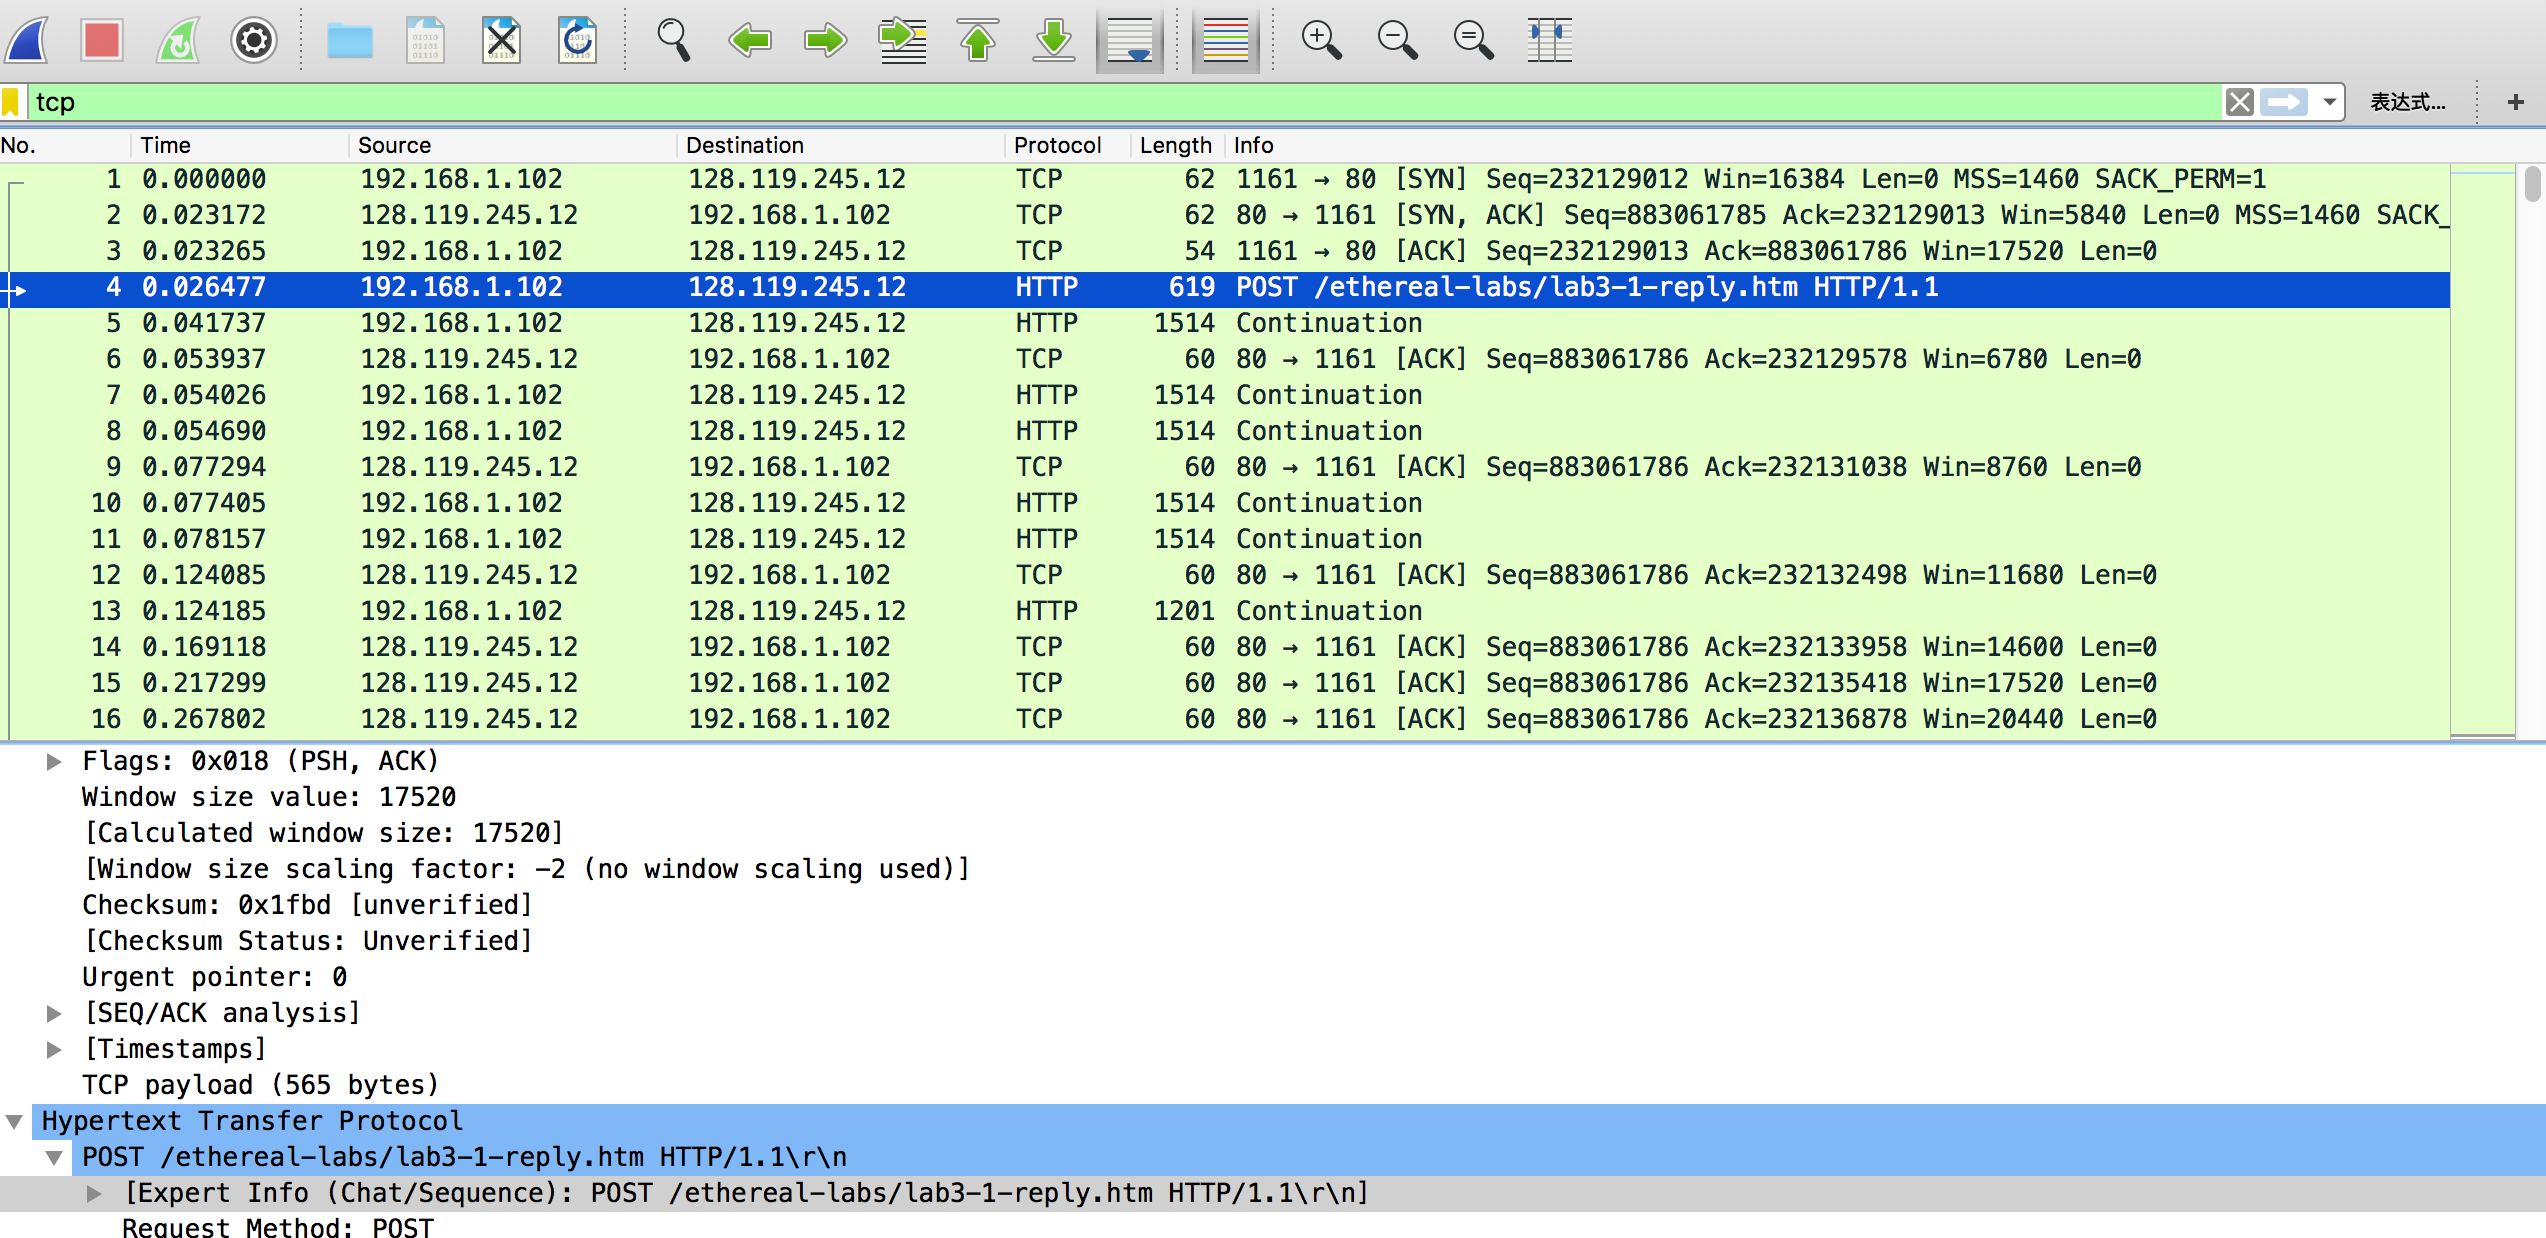 tcp
表达式...
+
No. Time Source Destination Protocol Length Info
1 0.000000 192.168.1.102 128.119.245.12 TCP 62 1161 → 80 [SYN] Seq=232129012 Win=16384 Len=0 MSS=1460 SACK_PERM=1
2 0.023172 128.119.245.12 192.168.1.102 TCP 62 80 → 1161 [SYN, ACK] Seq=883061785 Ack=232129013 Win=5840 Len=0 MSS=1460 SACK_
3 0.023265 192.168.1.102 128.119.245.12 TCP 54 1161 → 80 [ACK] Seq=232129013 Ack=883061786 Win=17520 Len=0
4 0.026477 192.168.1.102 128.119.245.12 HTTP 619 POST /ethereal-labs/lab3-1-reply.htm HTTP/1.1
5 0.041737 192.168.1.102 128.119.245.12 HTTP 1514 Continuation
6 0.053937 128.119.245.12 192.168.1.102 TCP 60 80 → 1161 [ACK] Seq=883061786 Ack=232129578 Win=6780 Len=0
7 0.054026 192.168.1.102 128.119.245.12 HTTP 1514 Continuation
8 0.054690 192.168.1.102 128.119.245.12 HTTP 1514 Continuation
9 0.077294 128.119.245.12 192.168.1.102 TCP 60 80 → 1161 [ACK] Seq=883061786 Ack=232131038 Win=8760 Len=0
10 0.077405 192.168.1.102 128.119.245.12 HTTP 1514 Continuation
11 0.078157 192.168.1.102 128.119.245.12 HTTP 1514 Continuation
12 0.124085 128.119.245.12 192.168.1.102 TCP 60 80 → 1161 [ACK] Seq=883061786 Ack=232132498 Win=11680 Len=0
13 0.124185 192.168.1.102 128.119.245.12 HTTP 1201 Continuation
14 0.169118 128.119.245.12 192.168.1.102 TCP 60 80 → 1161 [ACK] Seq=883061786 Ack=232133958 Win=14600 Len=0
15 0.217299 128.119.245.12 192.168.1.102 TCP 60 80 → 1161 [ACK] Seq=883061786 Ack=232135418 Win=17520 Len=0
16 0.267802 128.119.245.12 192.168.1.102 TCP 60 80 → 1161 [ACK] Seq=883061786 Ack=232136878 Win=20440 Len=0
Flags: 0x018 (PSH, ACK)
Window size value: 17520
[Calculated window size: 17520]
[Window size scaling factor: -2 (no window scaling used)]
Checksum: 0x1fbd [unverified]
[Checksum Status: Unverified]
Urgent pointer: 0
[SEQ/ACK analysis]
[Timestamps]
TCP payload (565 bytes)
Hypertext Transfer Protocol
POST /ethereal-labs/lab3-1-reply.htm HTTP/1.1\r\n
[Expert Info (Chat/Sequence): POST /ethereal-labs/lab3-1-reply.htm HTTP/1.1\r\n]
Request Method: POST